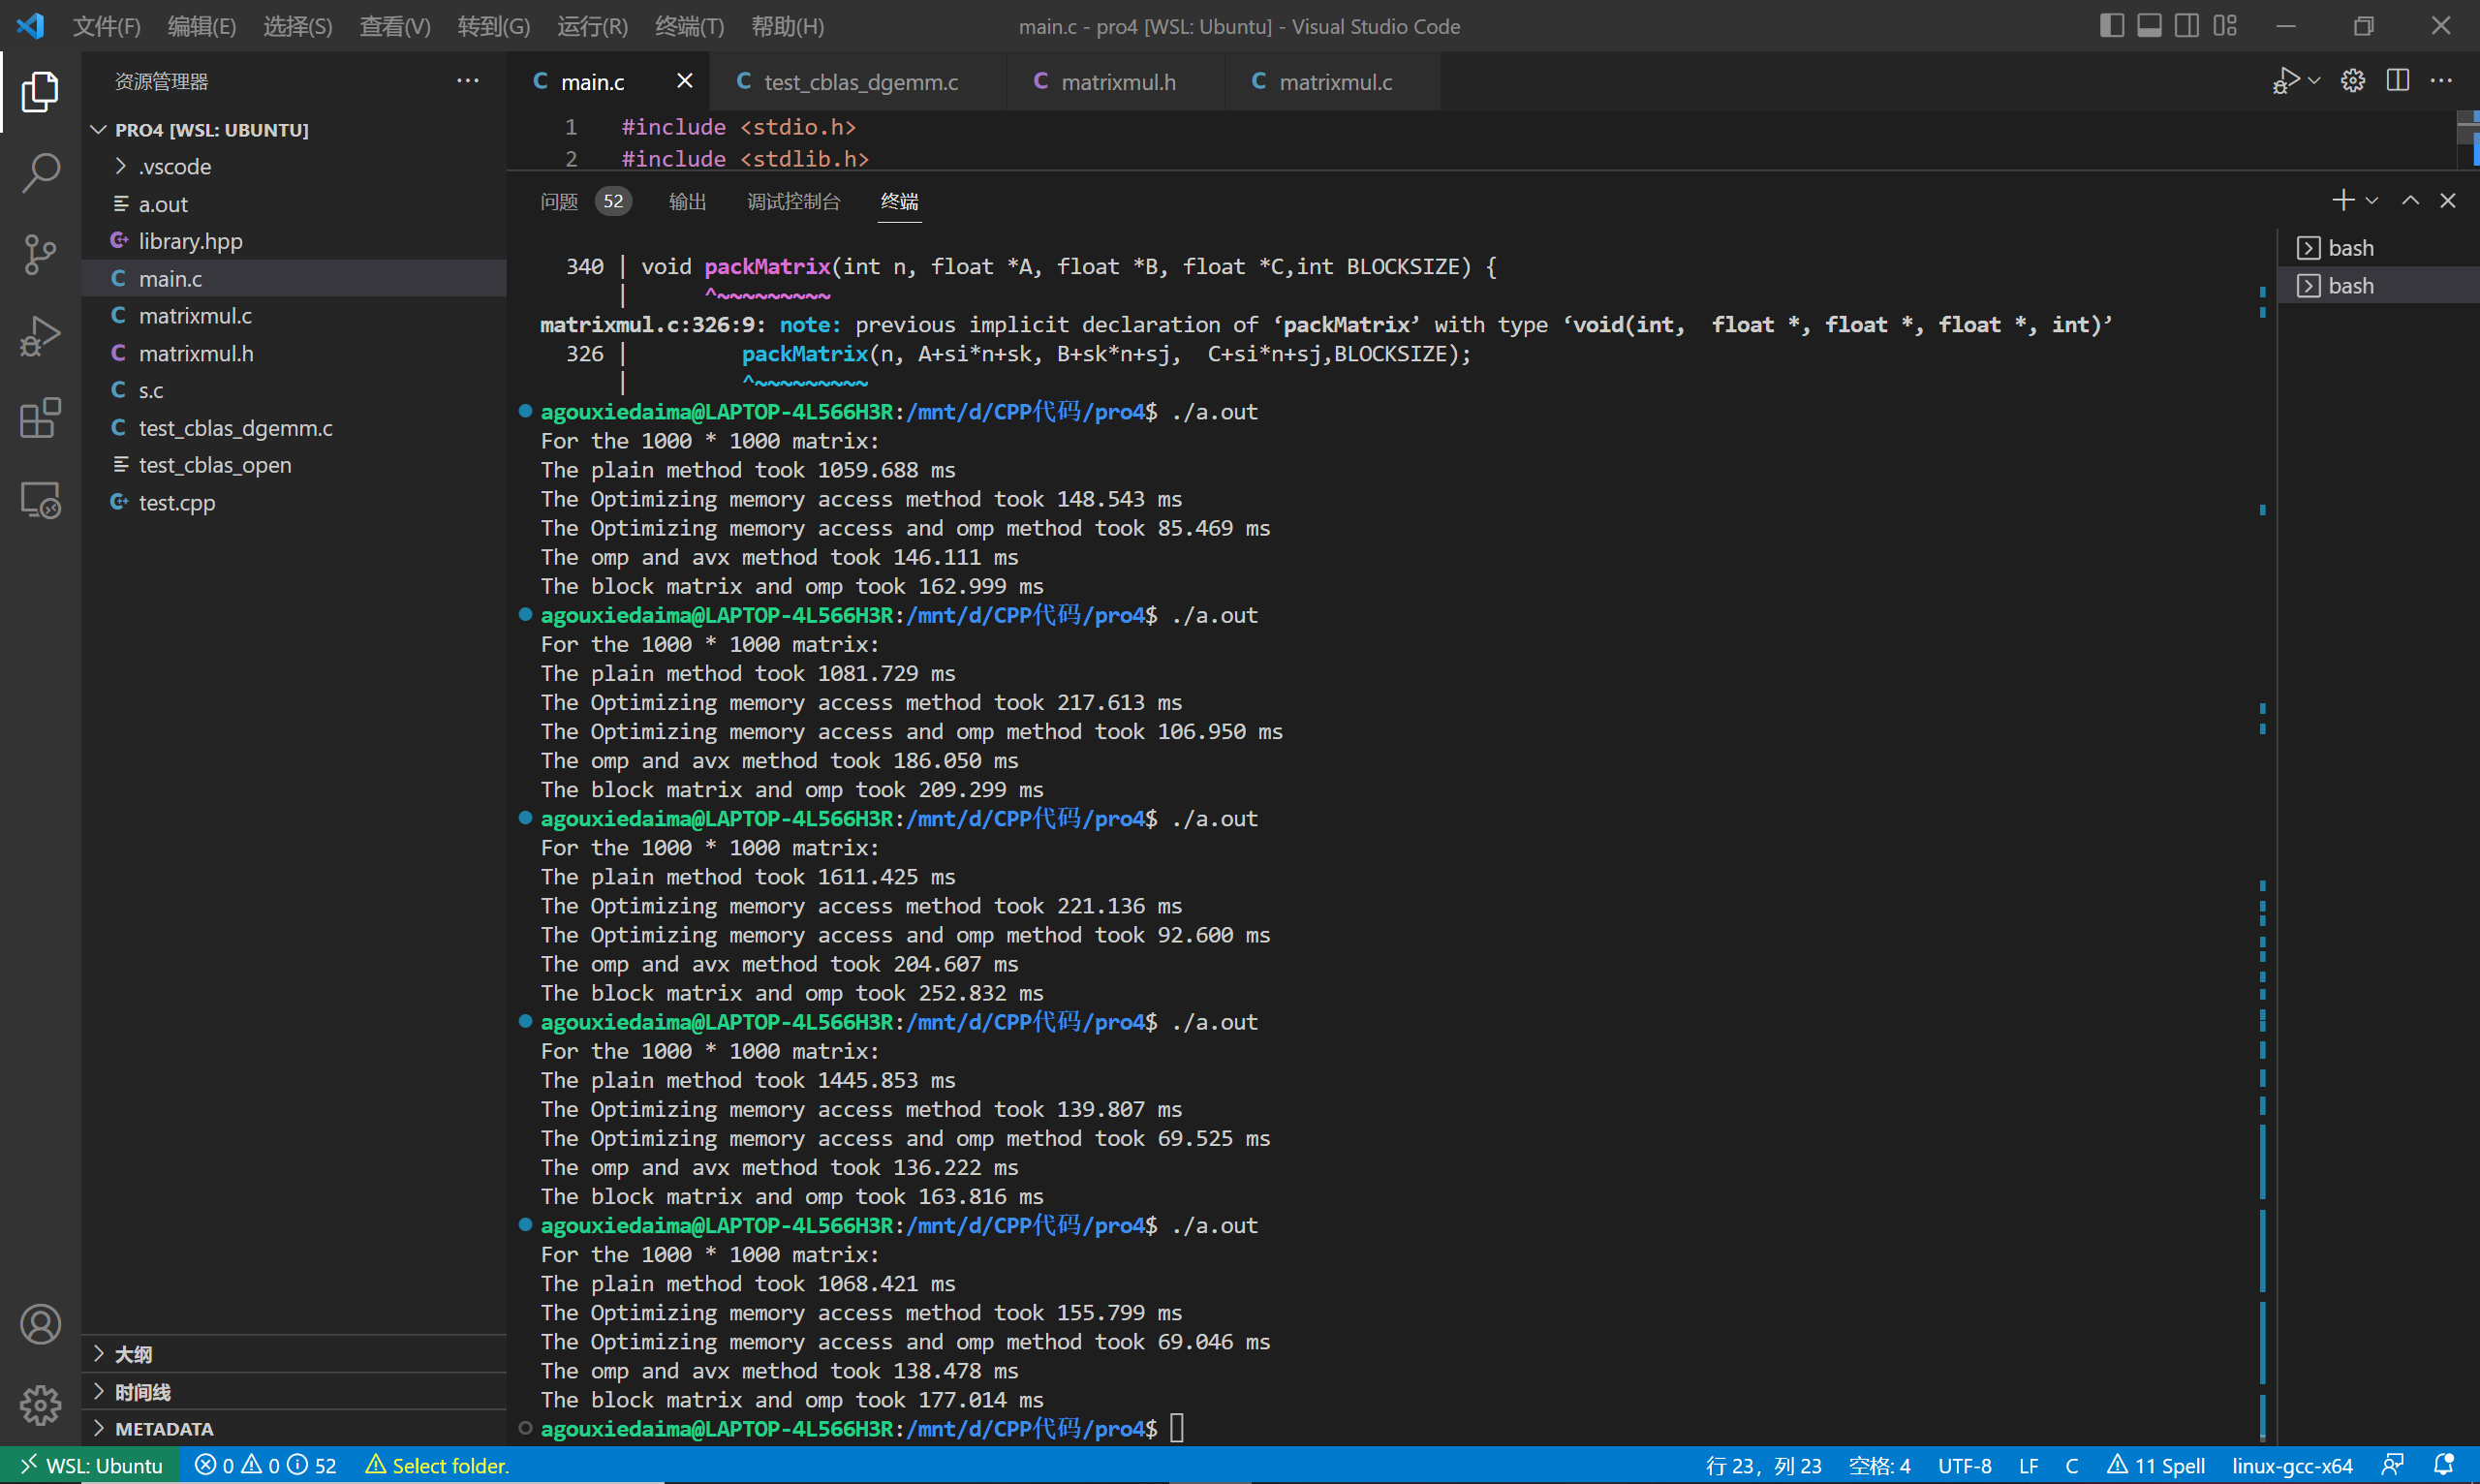 文件(F) 编辑(E) 选择(S) 查看(V) 转到(G) 运行(R) 终端(T) 帮助(H) main.c - pro4 [WSL: Ubuntu] - Visual Studio Code
资源管理器
PRO4 [WSL: UBUNTU]
.vscode
a.out
library.hpp
main.c
matrixmul.c
matrixmul.h
s.c
test_cblas_dgemm.c
test_cblas_open
test.cpp
大纲
时间线
METADATA
main.c test_cblas_dgemm.c matrixmul.h matrixmul.c
1 #include <stdio.h>
2 #include <stdlib.h>
问题 52 输出 调试控制台 终端
bash
bash
340 | void packMatrix(int n, float *A, float *B, float *C,int BLOCKSIZE) {
| ^~~~~~~~~~
matrixmul.c:326:9: note: previous implicit declaration of ‘packMatrix’ with type ‘void(int,  float *, float *, float *, int)’
326 | packMatrix(n, A+si*n+sk, B+sk*n+sj,  C+si*n+sj,BLOCKSIZE);
| ^~~~~~~~~~
agouxiedaima@LAPTOP-4L566H3R:/mnt/d/CPP代码/pro4$ ./a.out
For the 1000 * 1000 matrix:
The plain method took 1059.688 ms
The Optimizing memory access method took 148.543 ms
The Optimizing memory access and omp method took 85.469 ms
The omp and avx method took 146.111 ms
The block matrix and omp took 162.999 ms
agouxiedaima@LAPTOP-4L566H3R:/mnt/d/CPP代码/pro4$ ./a.out
For the 1000 * 1000 matrix:
The plain method took 1081.729 ms
The Optimizing memory access method took 217.613 ms
The Optimizing memory access and omp method took 106.950 ms
The omp and avx method took 186.050 ms
The block matrix and omp took 209.299 ms
agouxiedaima@LAPTOP-4L566H3R:/mnt/d/CPP代码/pro4$ ./a.out
For the 1000 * 1000 matrix:
The plain method took 1611.425 ms
The Optimizing memory access method took 221.136 ms
The Optimizing memory access and omp method took 92.600 ms
The omp and avx method took 204.607 ms
The block matrix and omp took 252.832 ms
agouxiedaima@LAPTOP-4L566H3R:/mnt/d/CPP代码/pro4$ ./a.out
For the 1000 * 1000 matrix:
The plain method took 1445.853 ms
The Optimizing memory access method took 139.807 ms
The Optimizing memory access and omp method took 69.525 ms
The omp and avx method took 136.222 ms
The block matrix and omp took 163.816 ms
agouxiedaima@LAPTOP-4L566H3R:/mnt/d/CPP代码/pro4$ ./a.out
For the 1000 * 1000 matrix:
The plain method took 1068.421 ms
The Optimizing memory access method took 155.799 ms
The Optimizing memory access and omp method took 69.046 ms
The omp and avx method took 138.478 ms
The block matrix and omp took 177.014 ms
agouxiedaima@LAPTOP-4L566H3R:/mnt/d/CPP代码/pro4$
WSL: Ubuntu 0 0 52 Select folder. 行 23，列 23 空格: 4 UTF-8 LF C 11 Spell linux-gcc-x64